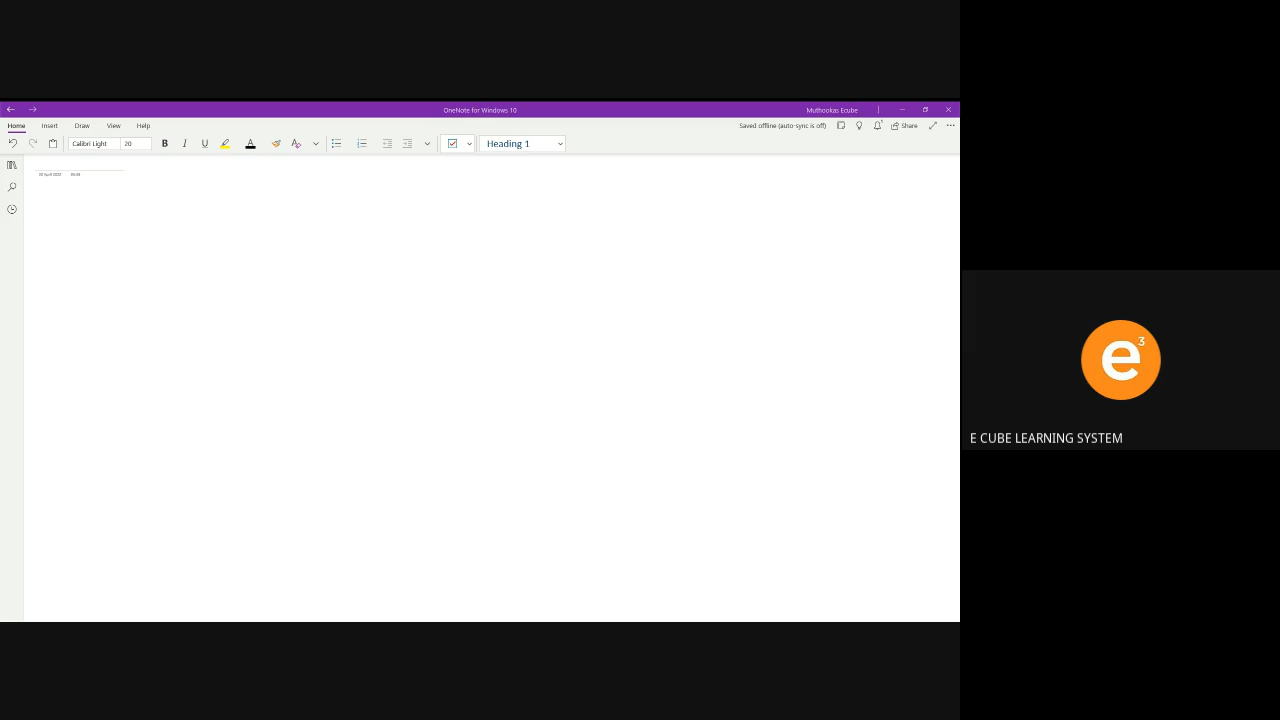 OneNote for Windows 10
Muthookas Ecube
Home Insert Draw View Help
Saved offline (auto-sync is off) Share
Calibri Light 20 B I U A Heading 1
e3
E CUBE LEARNING SYSTEM